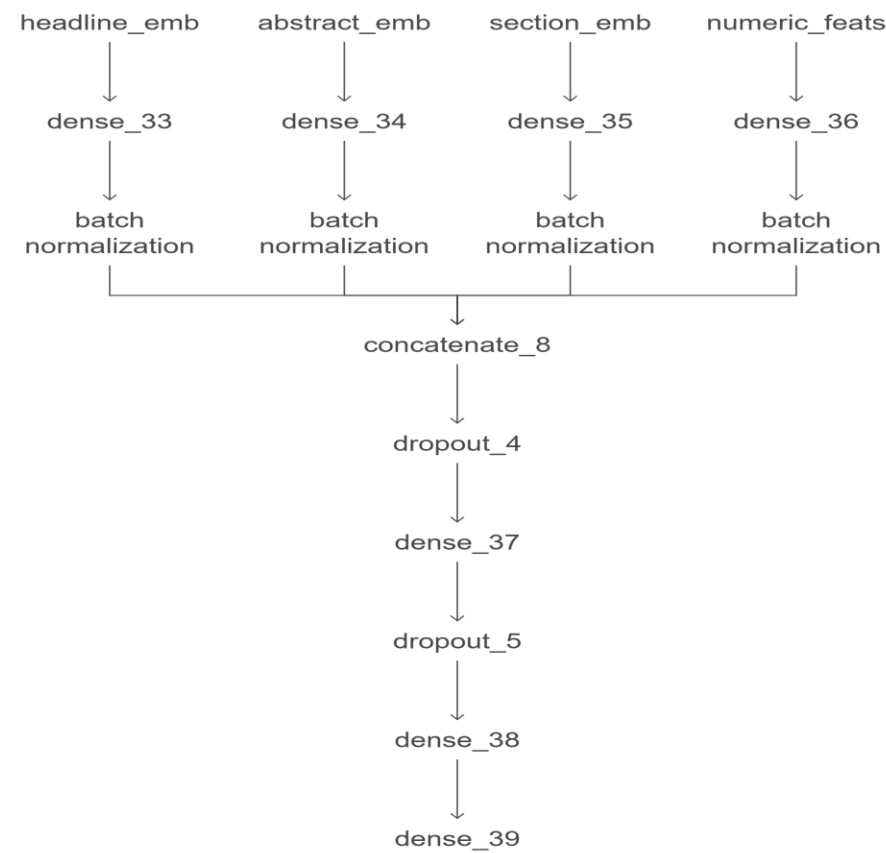 headline_emb abstract_emb section_emb numeric_feats
dense_33 dense_34 dense_35 dense_36
batch batch batch batch
normalization normalization normalization normalization
concatenate_8
dropout_4
dense_37
dropout_5
dense_38
dense_39